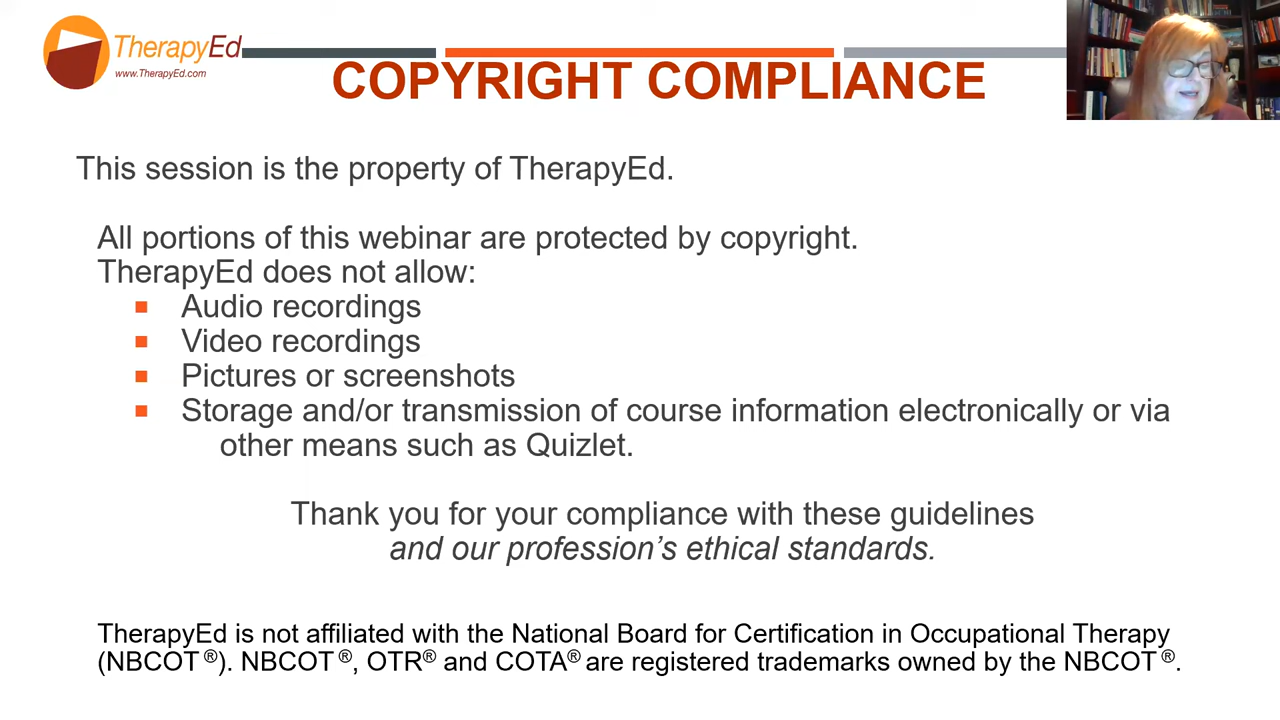 TherapyEd
www.TherapyEd.com
COPYRIGHT COMPLIANCE
This session is the property of TherapyEd.
All portions of this webinar are protected by copyright.
TherapyEd does not allow:
▪ Audio recordings
▪ Video recordings
▪ Pictures or screenshots
▪ Storage and/or transmission of course information electronically or via
other means such as Quizlet.
Thank you for your compliance with these guidelines
and our profession’s ethical standards.
TherapyEd is not affiliated with the National Board for Certification in Occupational Therapy
(NBCOT ®). NBCOT ®, OTR® and COTA® are registered trademarks owned by the NBCOT ®.